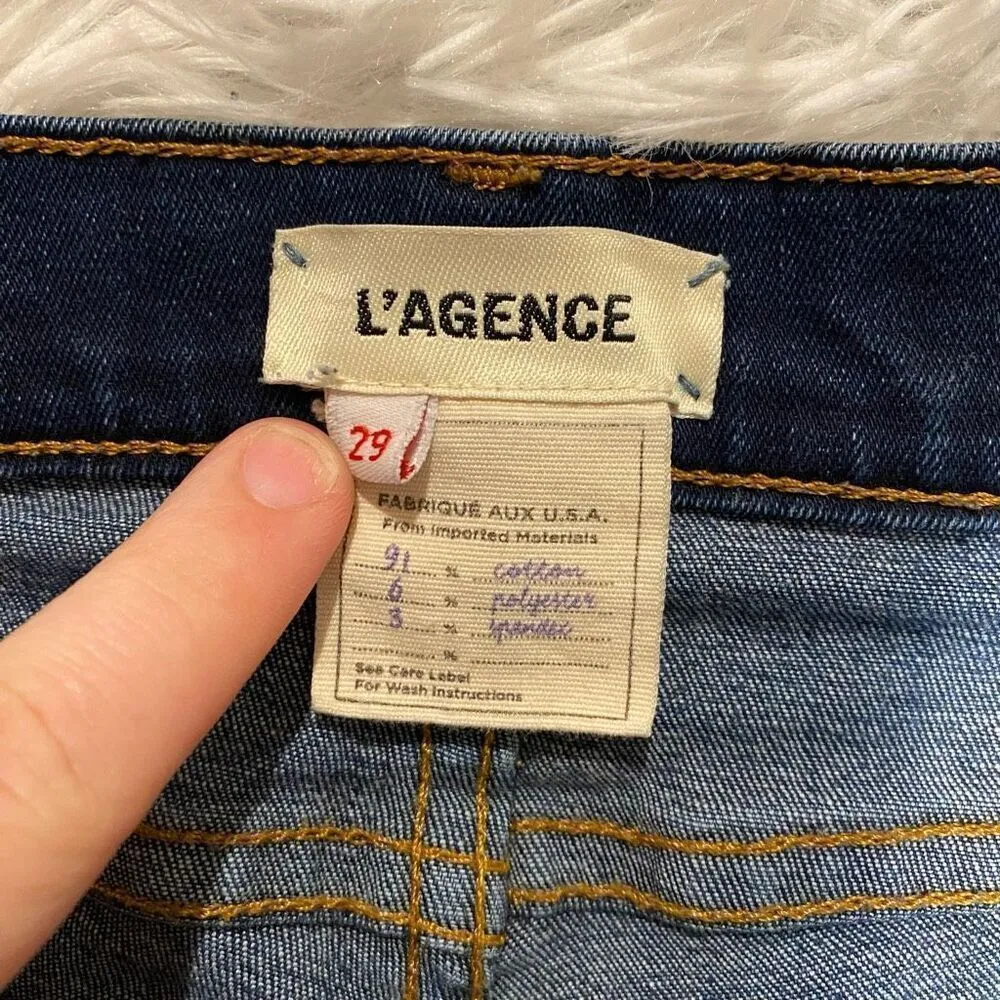 L'AGENCE
29
FABRIQUÉ AUX U.S.A.
From Imported Materials
91 % cotton
6 % polyester
3 % spandex
%
See Care Label
For Wash Instructions